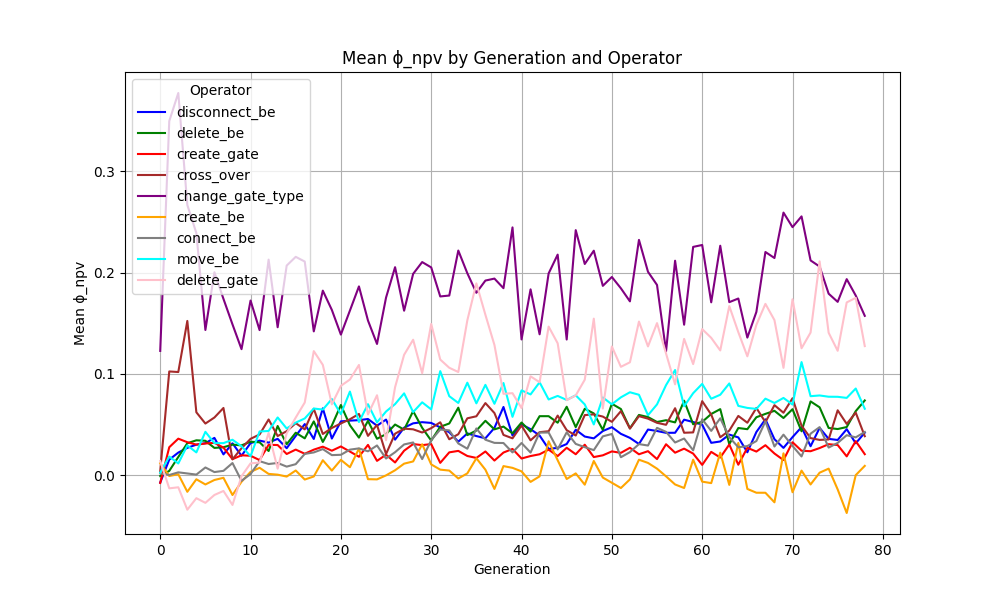 Mean ϕ_npv by Generation and Operator
Mean ϕ_npv
0.3
0.2
0.1
0.0
Operator
disconnect_be
delete_be
create_gate
cross_over
change_gate_type
create_be
connect_be
move_be
delete_gate
0 10 20 30 40 50 60 70 80
Generation